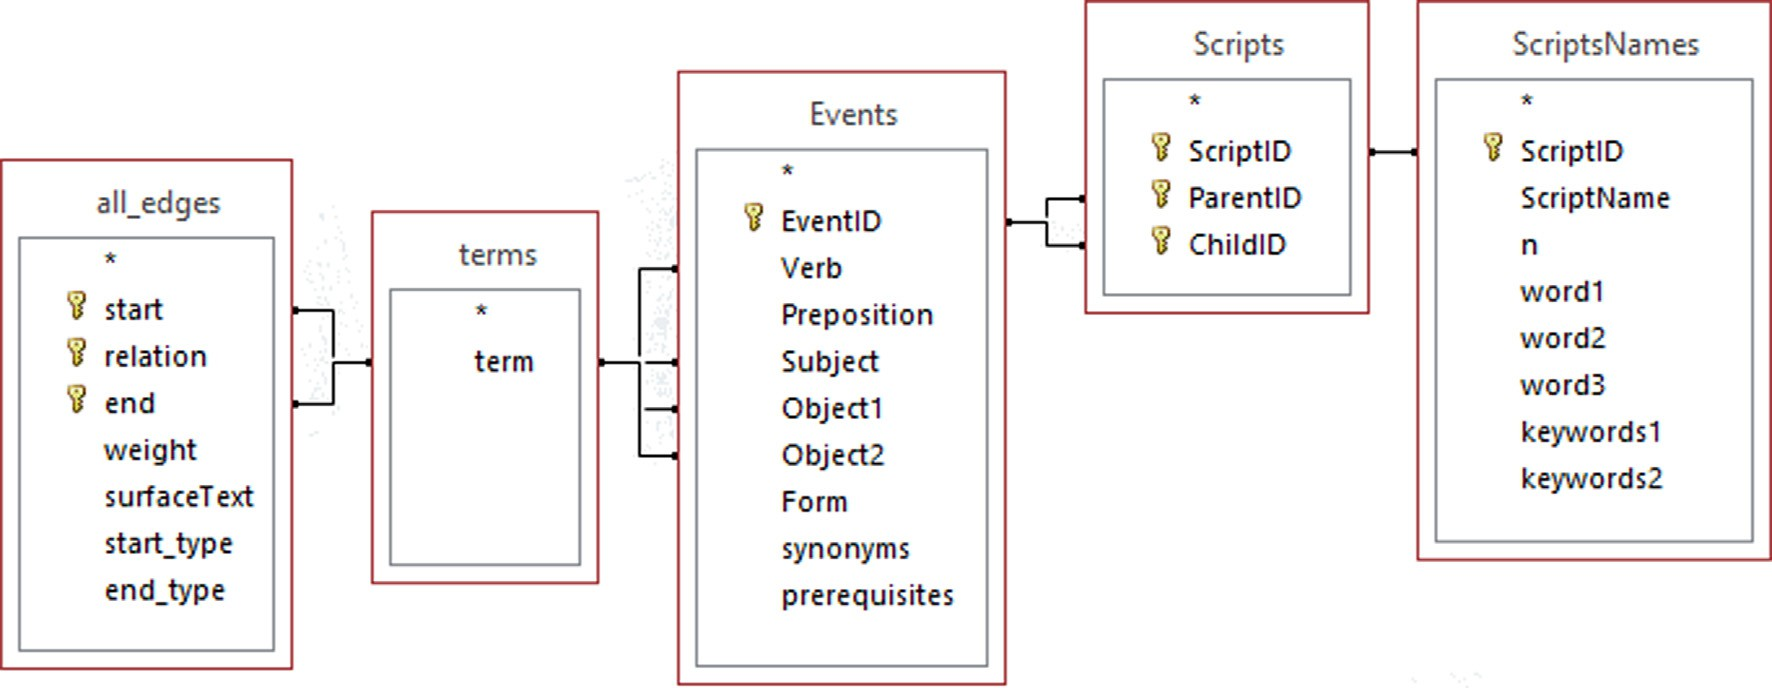 all_edges
*
start
relation
end
weight
surfaceText
start_type
end_type
terms
*
term
Events
*
EventID
Verb
Preposition
Subject
Object1
Object2
Form
synonyms
prerequisites
Scripts
*
ScriptID
ParentID
ChildID
ScriptsNames
*
ScriptID
ScriptName
n
word1
word2
word3
keywords1
keywords2